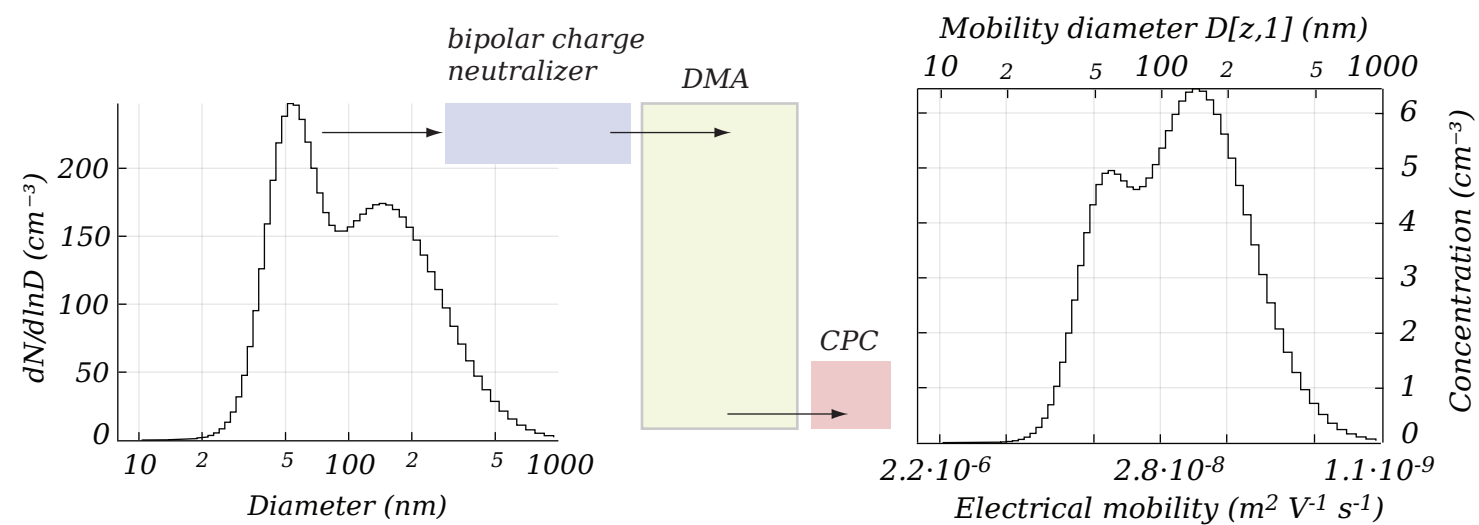 bipolar charge
neutralizer
DMA
CPC
dN/dlnD (cm⁻³)
200
150
100
50
0
10 2 5 100 2 5 1000
Diameter (nm)
Mobility diameter D[z,1] (nm)
10 2 5 100 2 5 1000
6
5
4
3
2
1
0
Concentration (cm⁻³)
2.2·10⁻⁶ 2.8·10⁻⁸ 1.1·10⁻⁹
Electrical mobility (m² V⁻¹ s⁻¹)